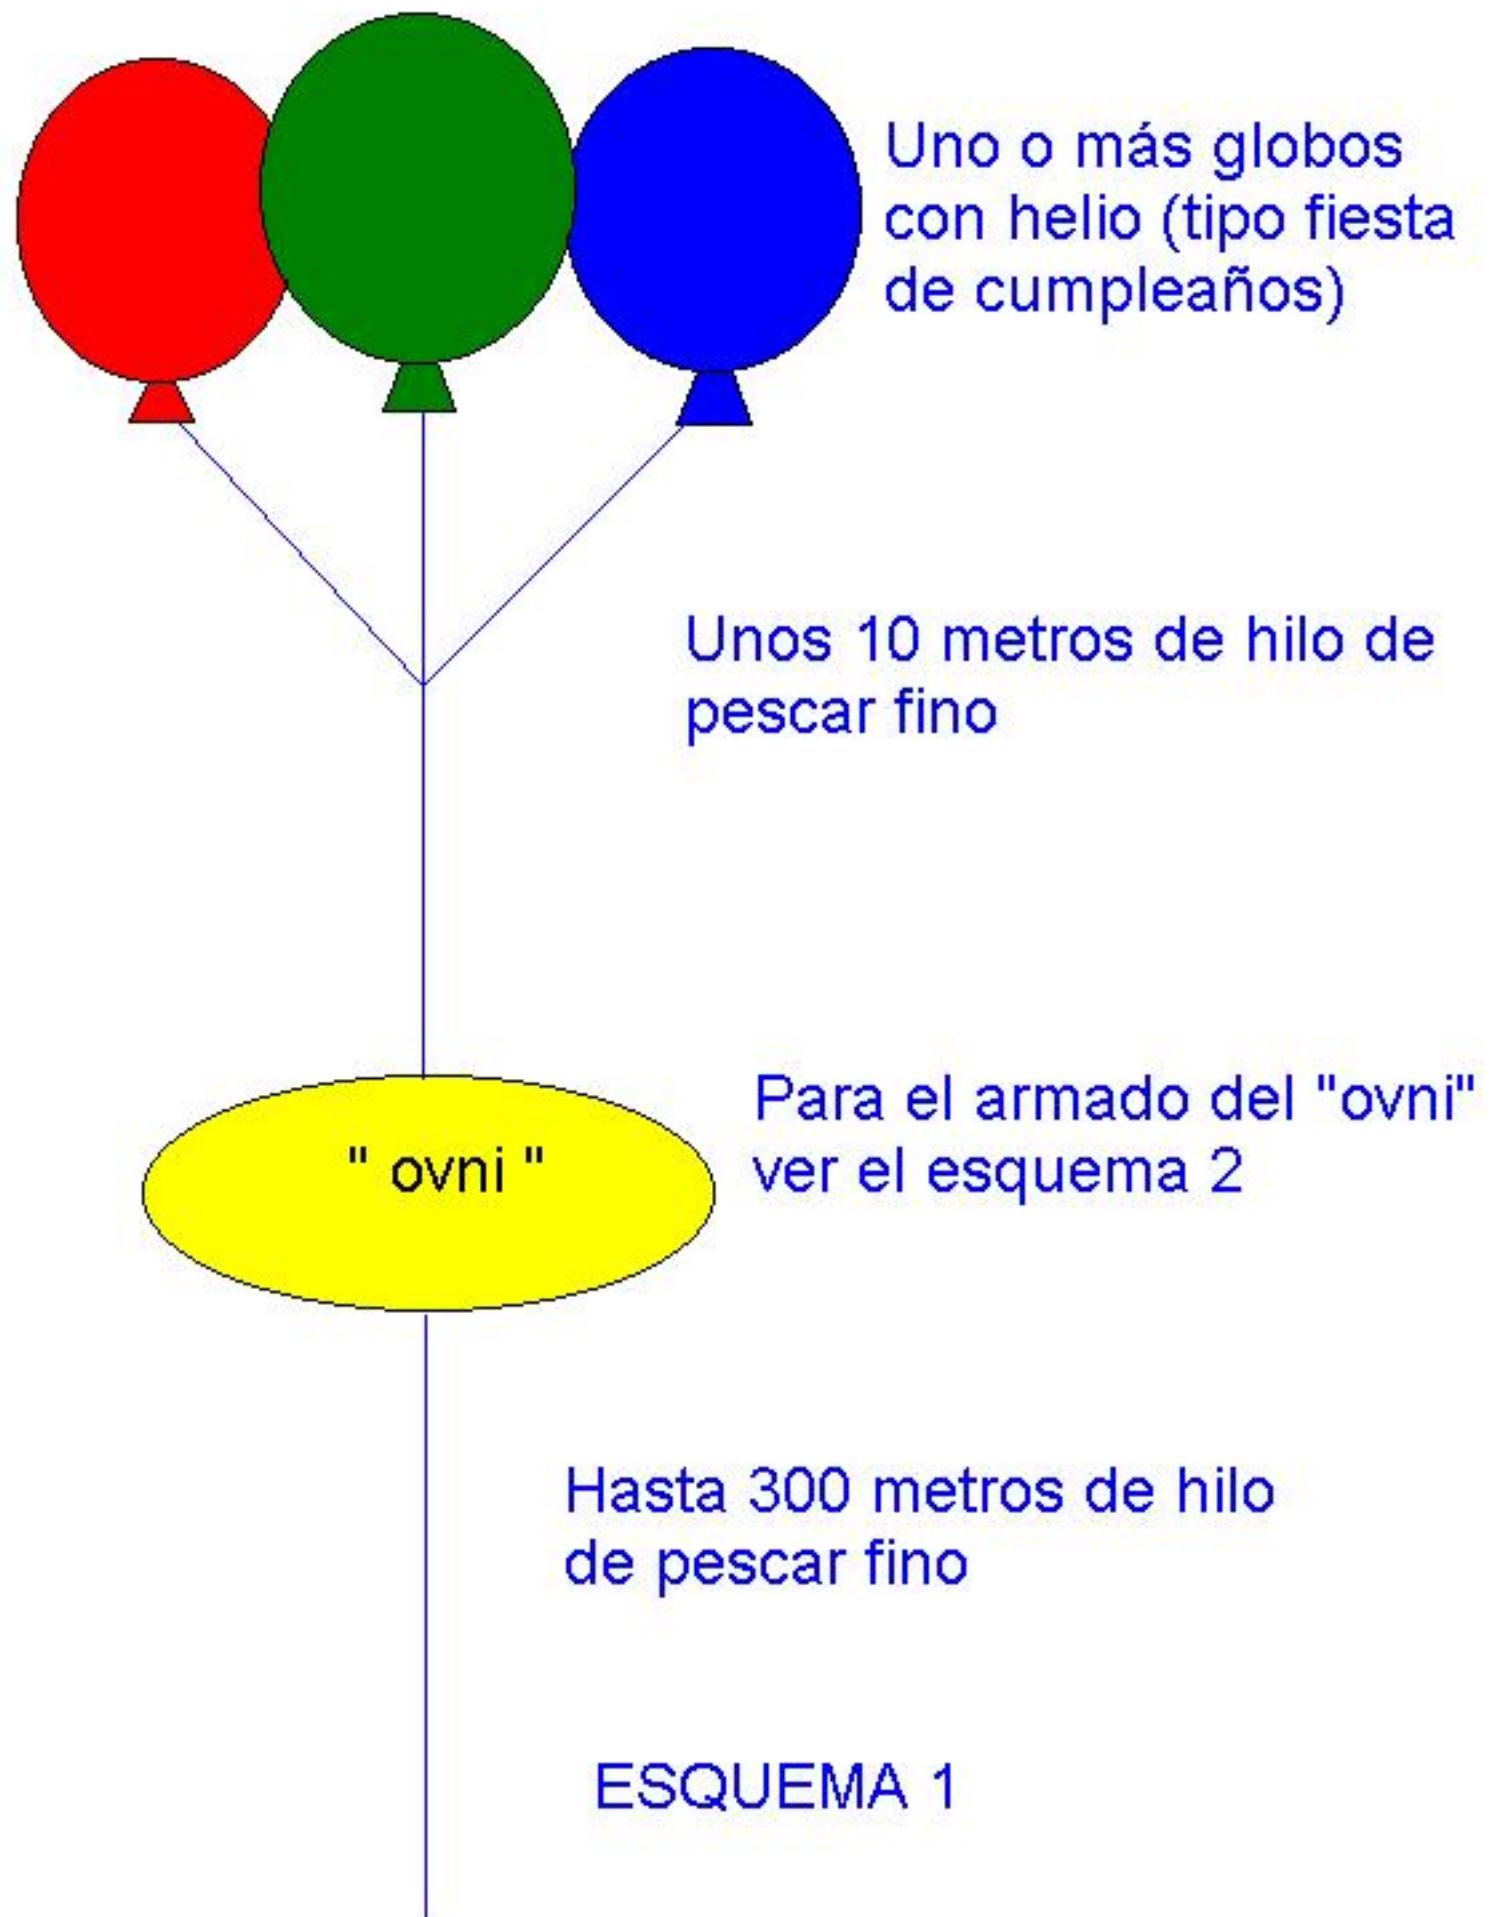 Uno o más globos
con helio (tipo fiesta
de cumpleaños)
Unos 10 metros de hilo de
pescar fino
Para el armado del "ovni"
ver el esquema 2
" ovni "
Hasta 300 metros de hilo
de pescar fino
ESQUEMA 1